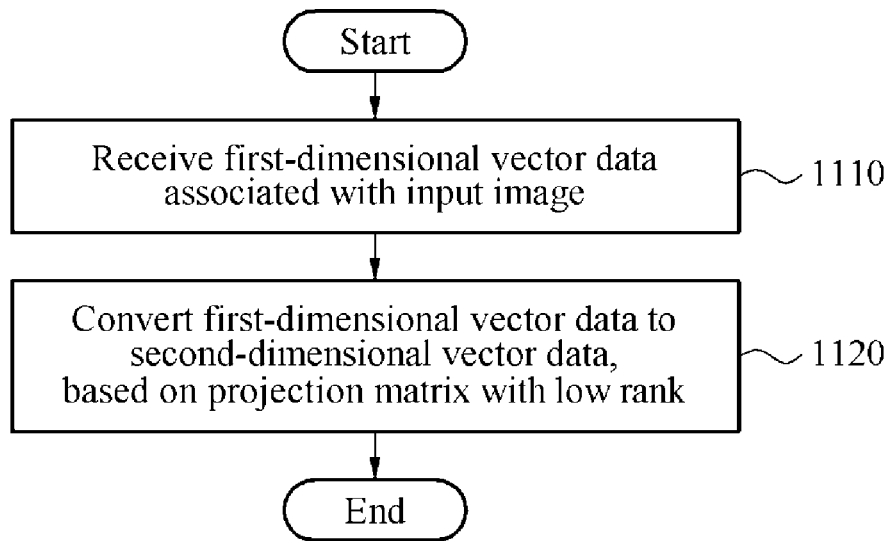 Start
Receive first-dimensional vector data
associated with input image
1110
Convert first-dimensional vector data to
second-dimensional vector data,
based on projection matrix with low rank
1120
End